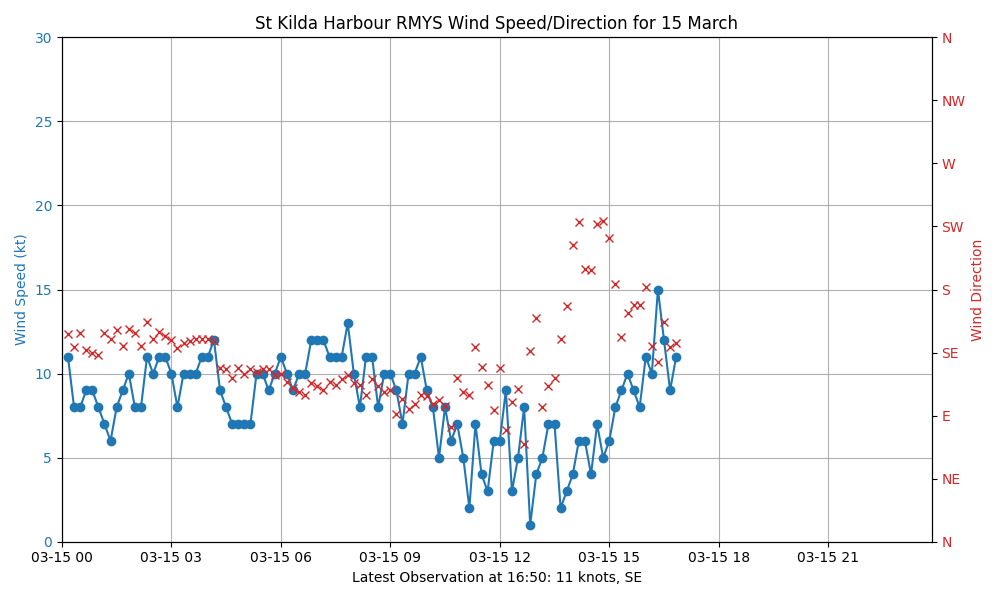 St Kilda Harbour RMYS Wind Speed/Direction for 15 March
30
25
20
15
10
5
0
Wind Speed (kt)
N
NW
W
SW
S
SE
E
NE
N
Wind Direction
03-15 00
03-15 03
03-15 06
03-15 09
03-15 12
03-15 15
03-15 18
03-15 21
Latest Observation at 16:50: 11 knots, SE